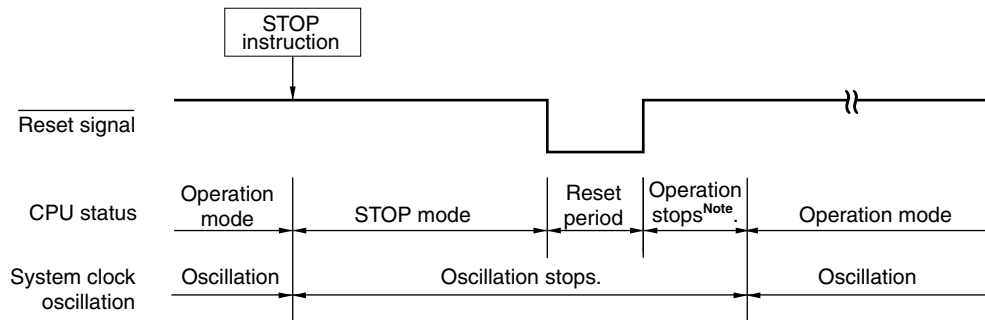 STOP
instruction
Reset signal
CPU status
Operation
mode
STOP mode
Reset
period
Operation
stopsNote.
Operation mode
System clock
oscillation
Oscillation
Oscillation stops.
Oscillation